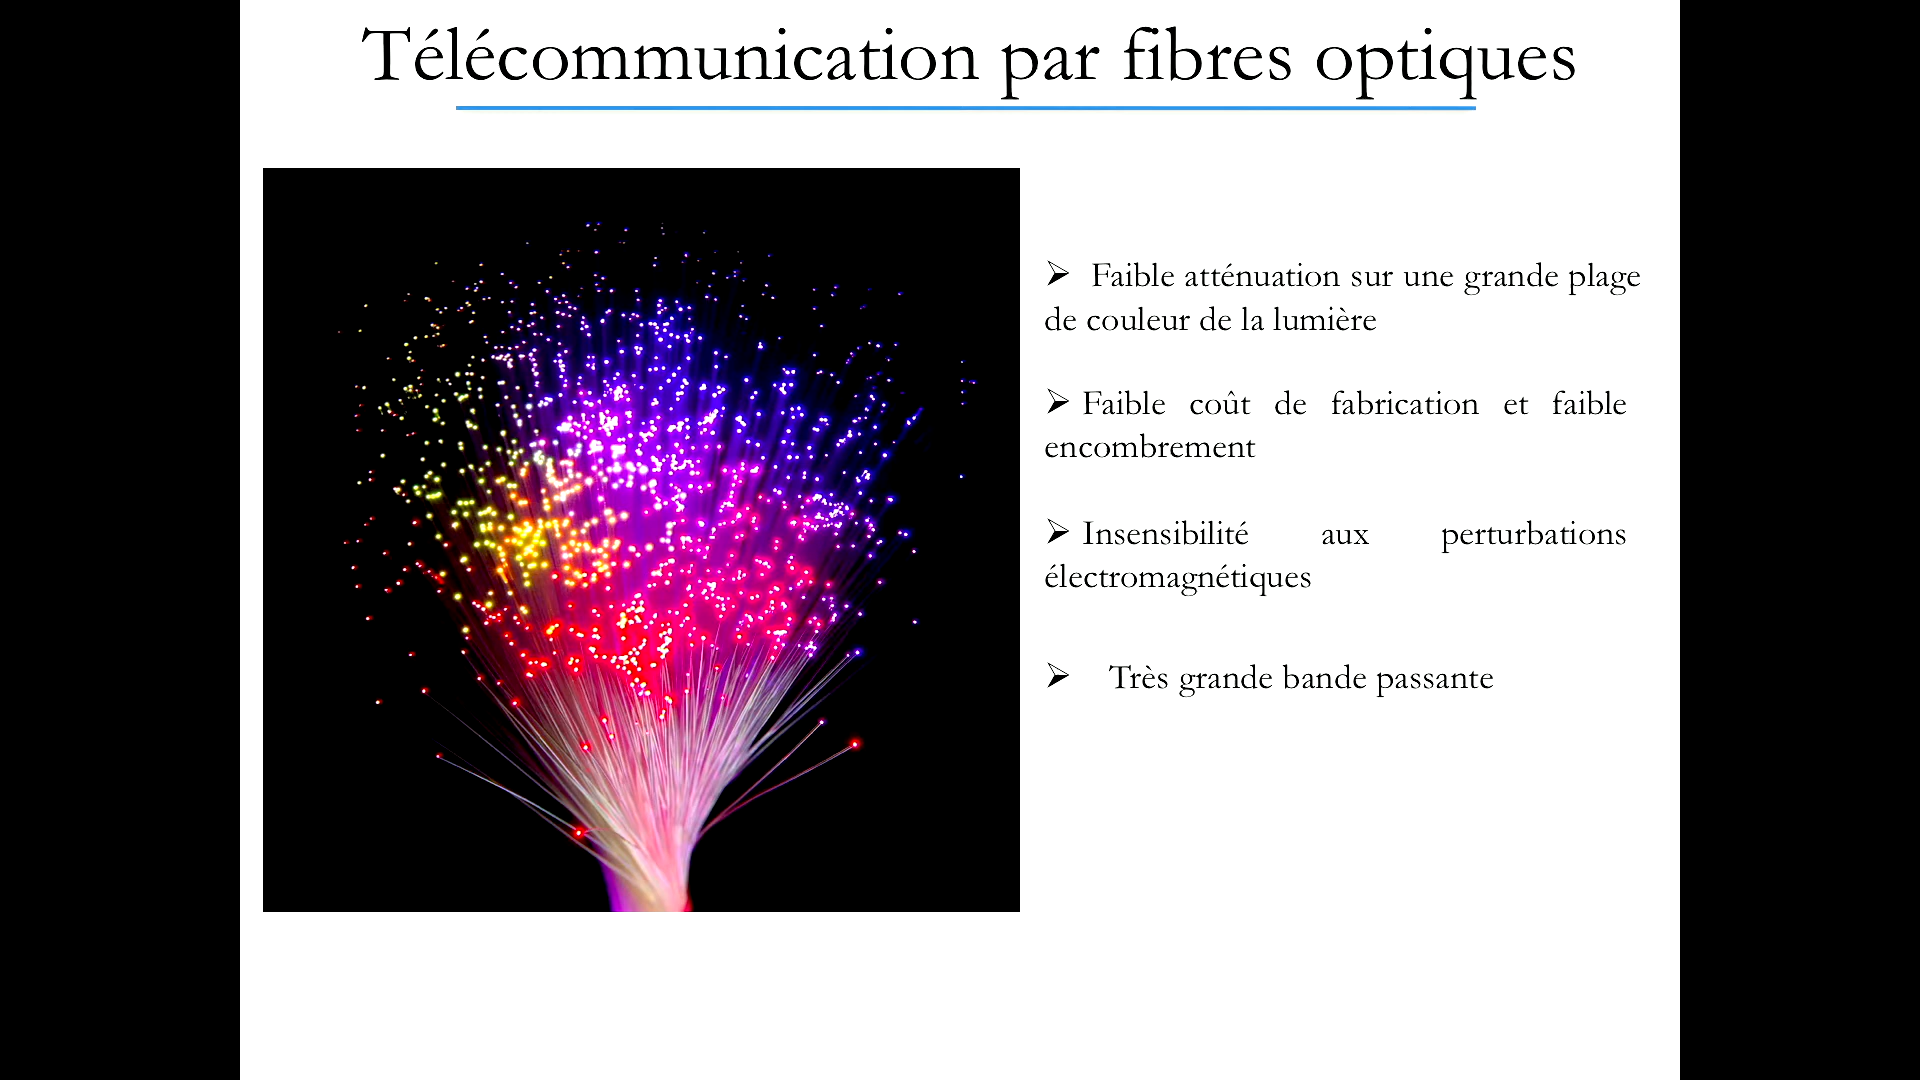 Télécommunication par fibres optiques
➢ Faible atténuation sur une grande plage
de couleur de la lumière
➢ Faible coût de fabrication et faible
encombrement
➢ Insensibilité aux perturbations
électromagnétiques
➢ Très grande bande passante